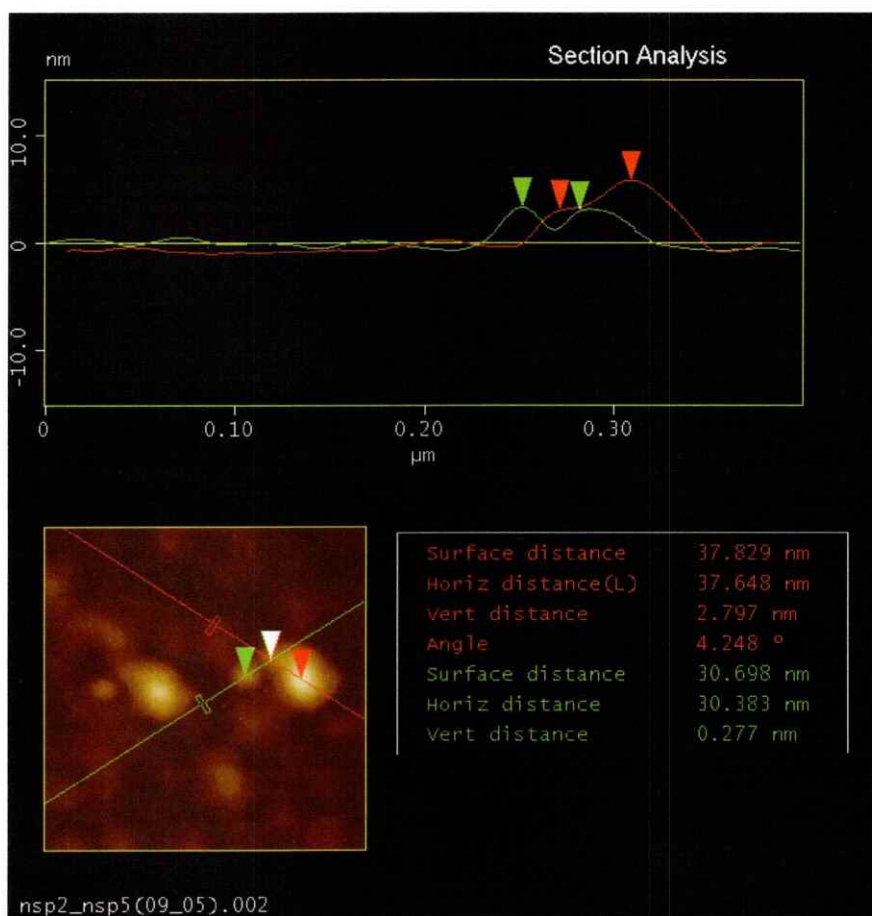 nm
Section Analysis
10.0
0
-10.0
0 0.10 0.20 0.30
µm
Surface distance 37.829 nm
Horiz distance(L) 37.648 nm
Vert distance 2.797 nm
Angle 4.248 º
Surface distance 30.698 nm
Horiz distance 30.383 nm
Vert distance 0.277 nm
nsp2_nsp5(09_05).002